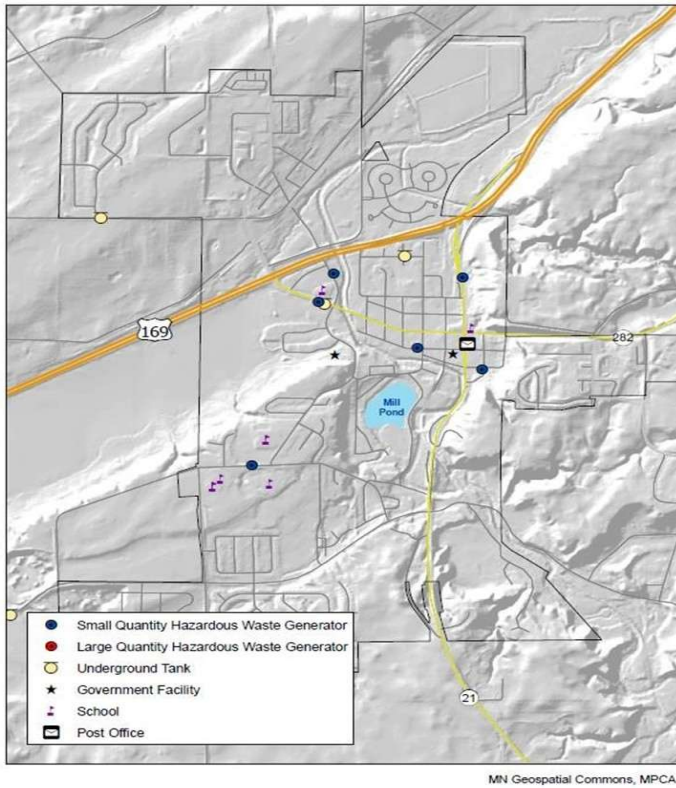 169
282
Mill
Pond
Small Quantity Hazardous Waste Generator
Large Quantity Hazardous Waste Generator
Underground Tank
Government Facility
School
Post Office
21
MN Geospatial Commons, MPCA